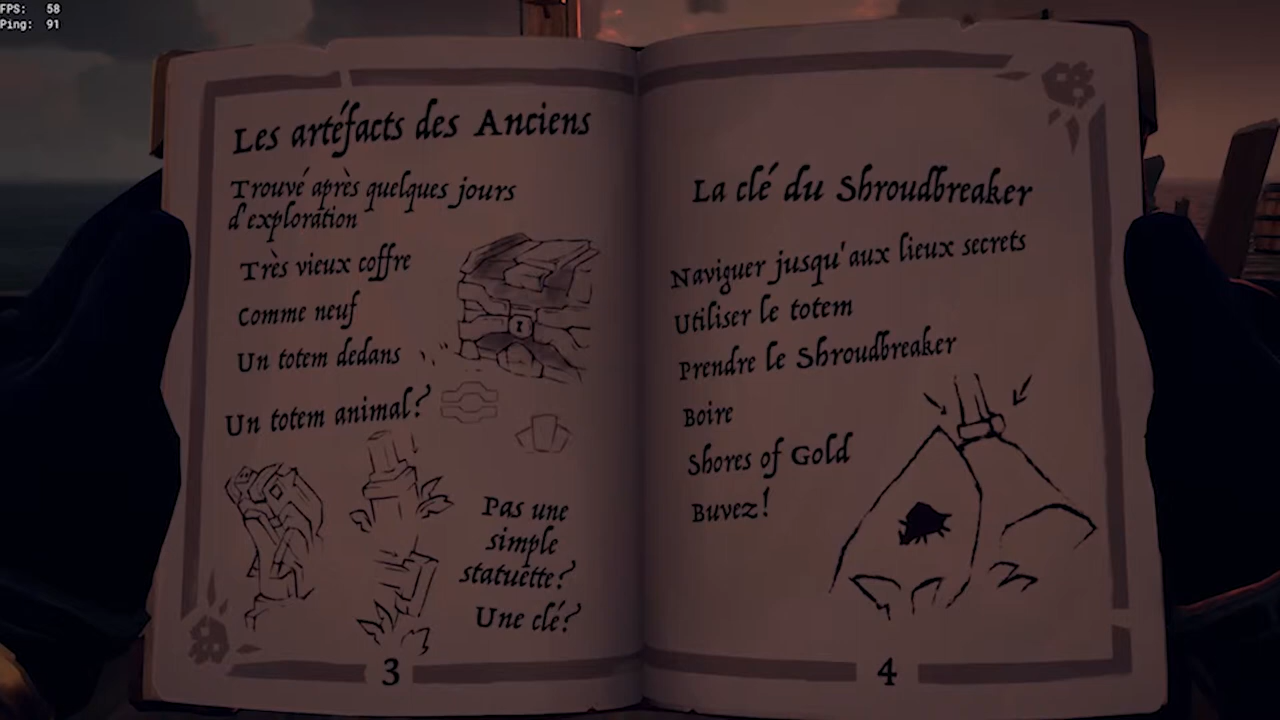 FPS: 58
Ping: 91
Les artéfacts des Anciens
Trouvé après quelques jours
d'exploration
Très vieux coffre
Comme neuf
Un totem dedans
Un totem animal?
Pas une
simple
statuette?
Une clé?
3
La clé du Shroudbreaker
Naviguer jusqu'aux lieux secrets
Utiliser le totem
Prendre le Shroudbreaker
Boire
Shores of Gold
Buvez!
4